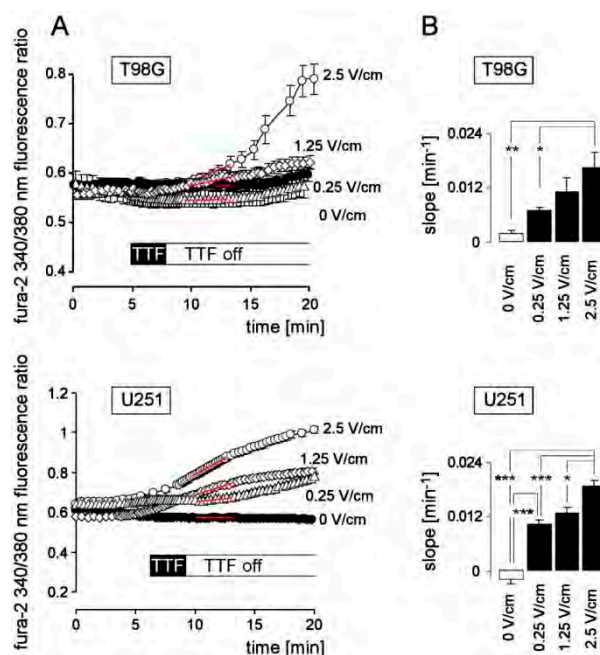 A
B
T98G
T98G
fura-2 340/380 nm fluorescence ratio
0.8
0.6
0.5
0.4
2.5 V/cm
1.25 V/cm
0.25 V/cm
0 V/cm
TTF
TTF off
0
5
10
15
20
time [min]
slope [min⁻¹]
0.024
0.012
0
**
*
0 V/cm
0.25 V/cm
1.25 V/cm
2.5 V/cm
U251
U251
fura-2 340/380 nm fluorescence ratio
1.2
1
0.8
0.6
0.4
0.2
2.5 V/cm
1.25 V/cm
0.25 V/cm
0 V/cm
TTF
TTF off
0
5
10
15
20
time [min]
slope [min⁻¹]
0.024
0.012
0
***
***
*
***
0 V/cm
0.25 V/cm
1.25 V/cm
2.5 V/cm